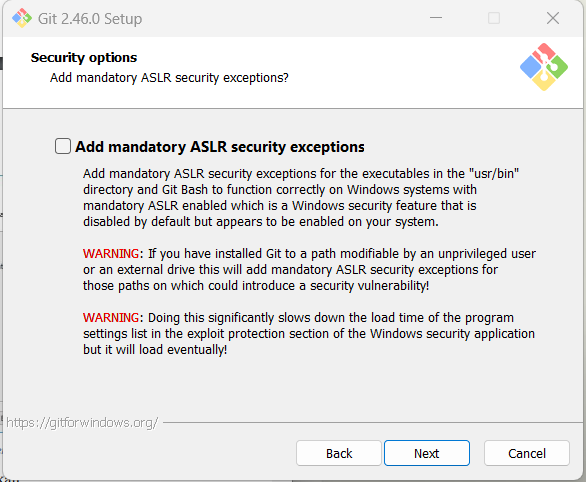 Git 2.46.0 Setup
Security options
Add mandatory ASLR security exceptions?
Add mandatory ASLR security exceptions
Add mandatory ASLR security exceptions for the executables in the "usr/bin"
directory and Git Bash to function correctly on Windows systems with
mandatory ASLR enabled which is a Windows security feature that is
disabled by default but appears to be enabled on your system.
WARNING: If you have installed Git to a path modifiable by an unprivileged user
or an external drive this will add mandatory ASLR security exceptions for
those paths on which could introduce a security vulnerability!
WARNING: Doing this significantly slows down the load time of the program
settings list in the exploit protection section of the Windows security application
but it will load eventually!
https://gitforwindows.org/
Back
Next
Cancel